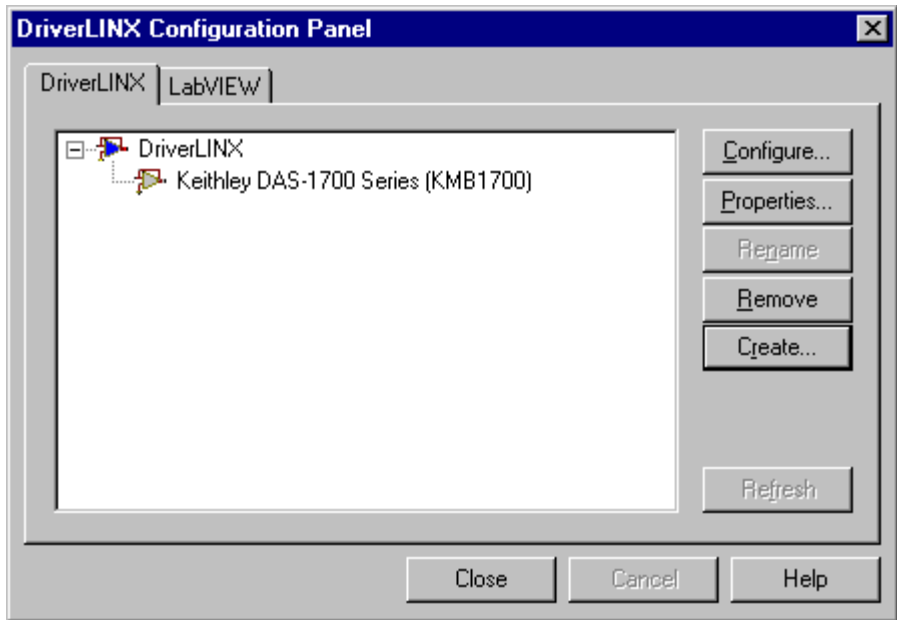 DriverLINX Configuration Panel
DriverLINX
LabVIEW
DriverLINX
Keithley DAS-1700 Series (KMB1700)
Configure...
Properties...
Rename
Remove
Create...
Refresh
Close
Cancel
Help